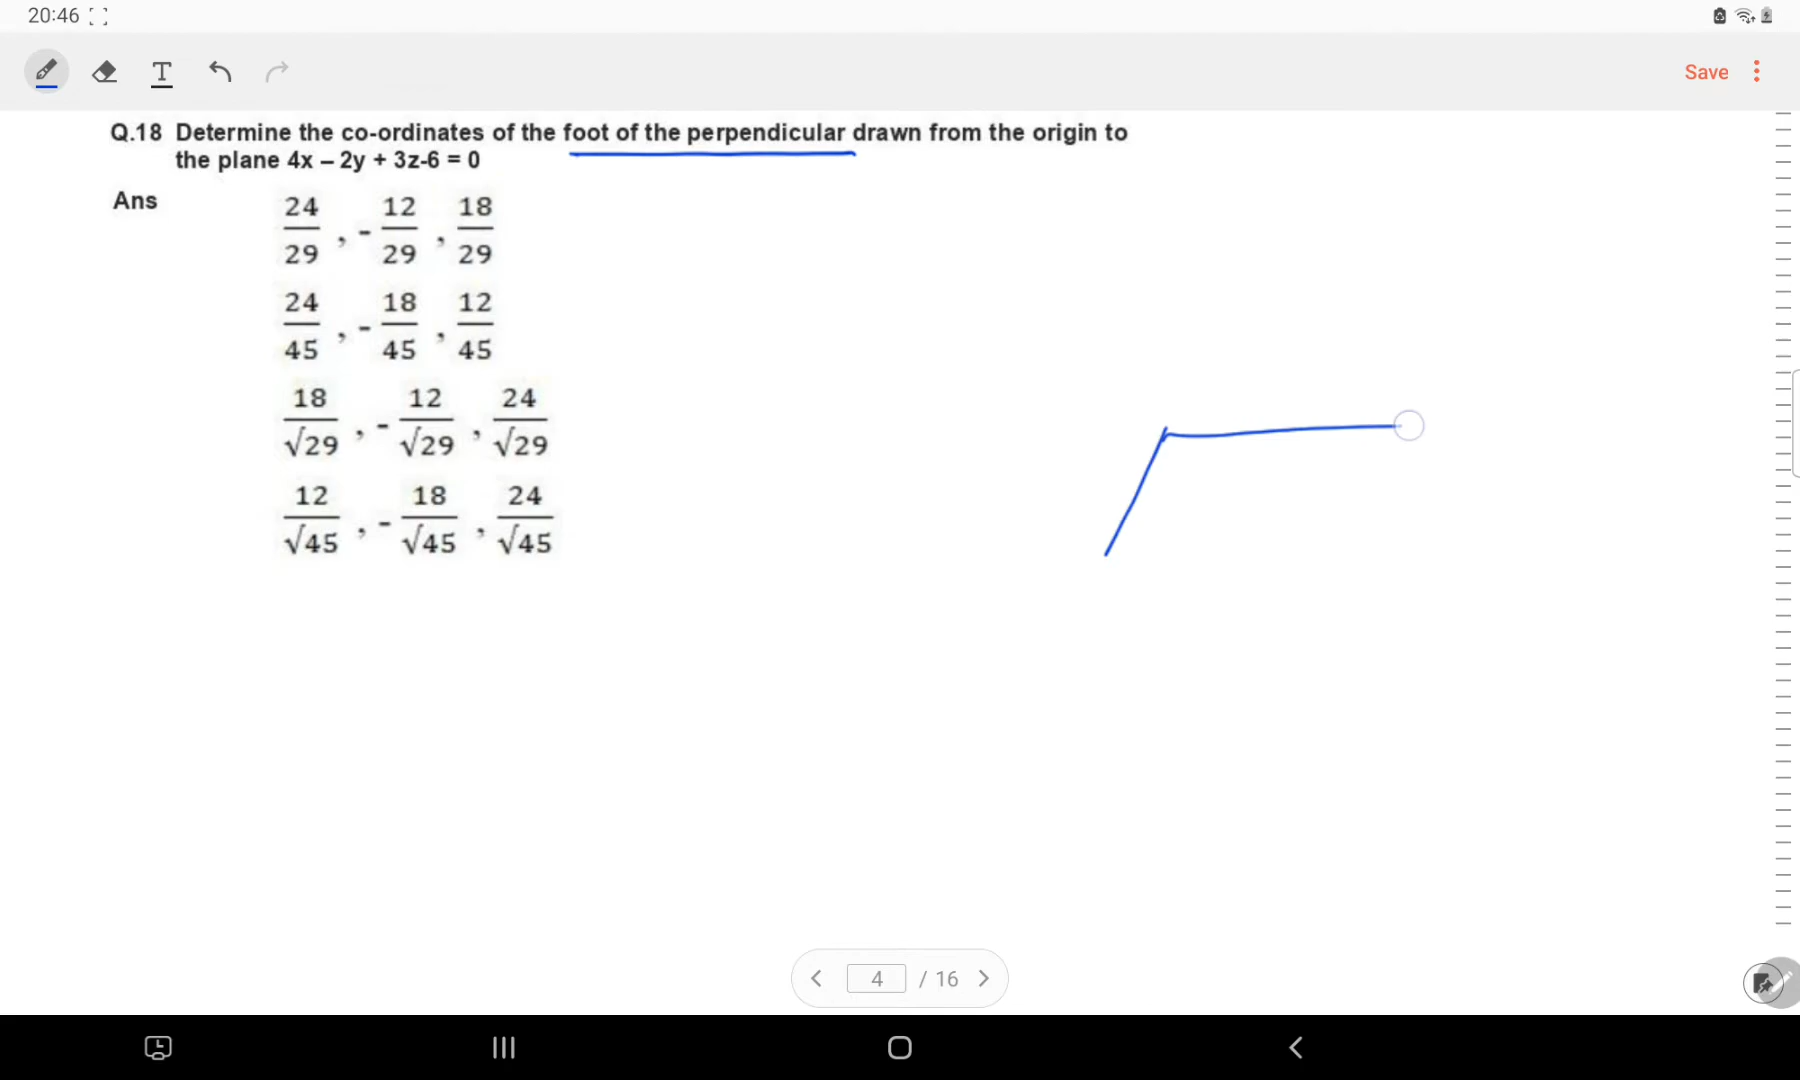 20:46
Save
Q.18 Determine the co-ordinates of the foot of the perpendicular drawn from the origin to
the plane 4x – 2y + 3z-6 = 0
Ans
24/29 , - 12/29 , 18/29
24/45 , - 18/45 , 12/45
18/√29 , - 12/√29 , 24/√29
12/√45 , - 18/√45 , 24/√45
4 / 16